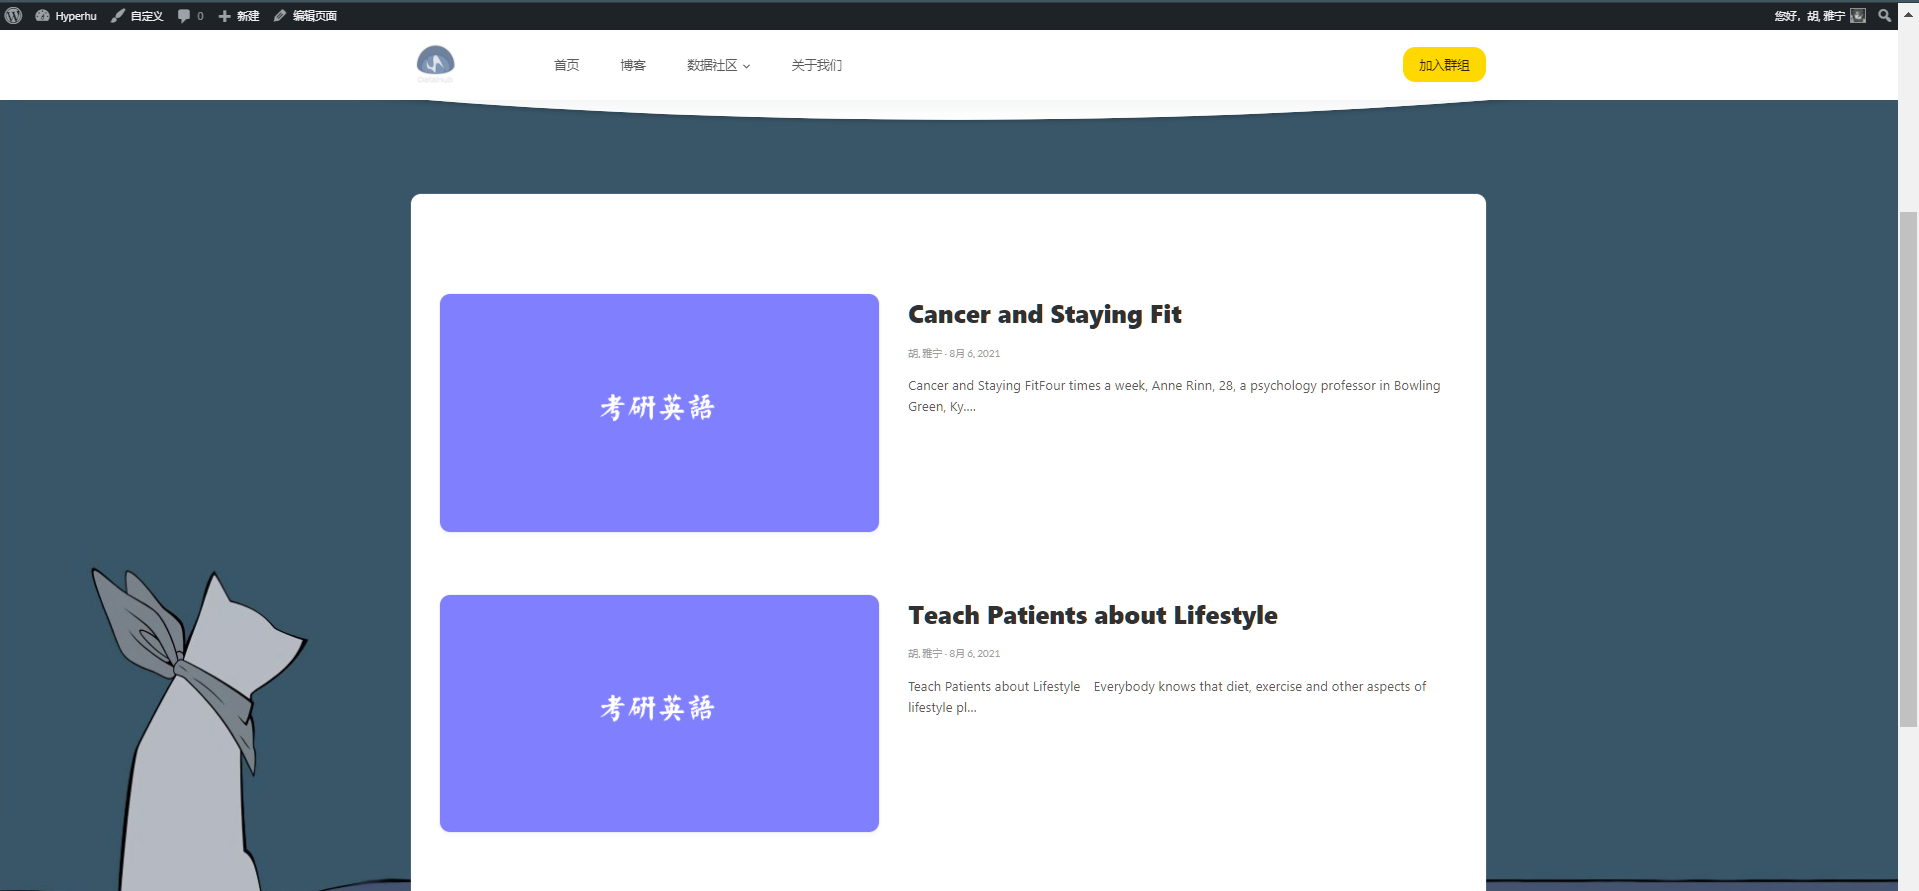 Hyperhu 自定义 0 新建 编辑页面 您好，胡, 雅宁
首页 博客 数据社区 关于我们 加入群组
考研英語
Cancer and Staying Fit
胡, 雅宁 · 8月 6, 2021
Cancer and Staying FitFour times a week, Anne Rinn, 28, a psychology professor in Bowling
Green, Ky....
考研英語
Teach Patients about Lifestyle
胡, 雅宁 · 8月 6, 2021
Teach Patients about Lifestyle Everybody knows that diet, exercise and other aspects of
lifestyle pl...